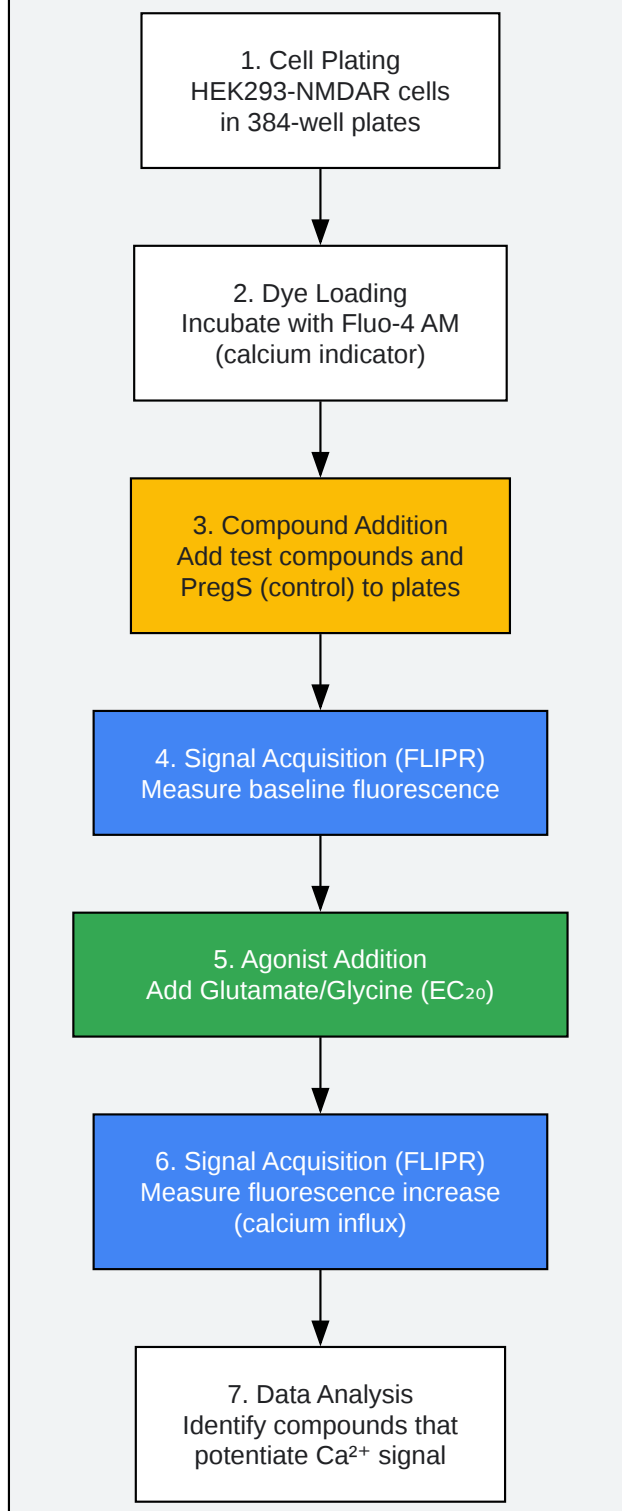 1. Cell Plating
HEK293-NMDAR cells
in 384-well plates
2. Dye Loading
Incubate with Fluo-4 AM
(calcium indicator)
3. Compound Addition
Add test compounds and
PregS (control) to plates
4. Signal Acquisition (FLIPR)
Measure baseline fluorescence
5. Agonist Addition
Add Glutamate/Glycine (EC₂₀)
6. Signal Acquisition (FLIPR)
Measure fluorescence increase
(calcium influx)
7. Data Analysis
Identify compounds that
potentiate Ca²⁺ signal